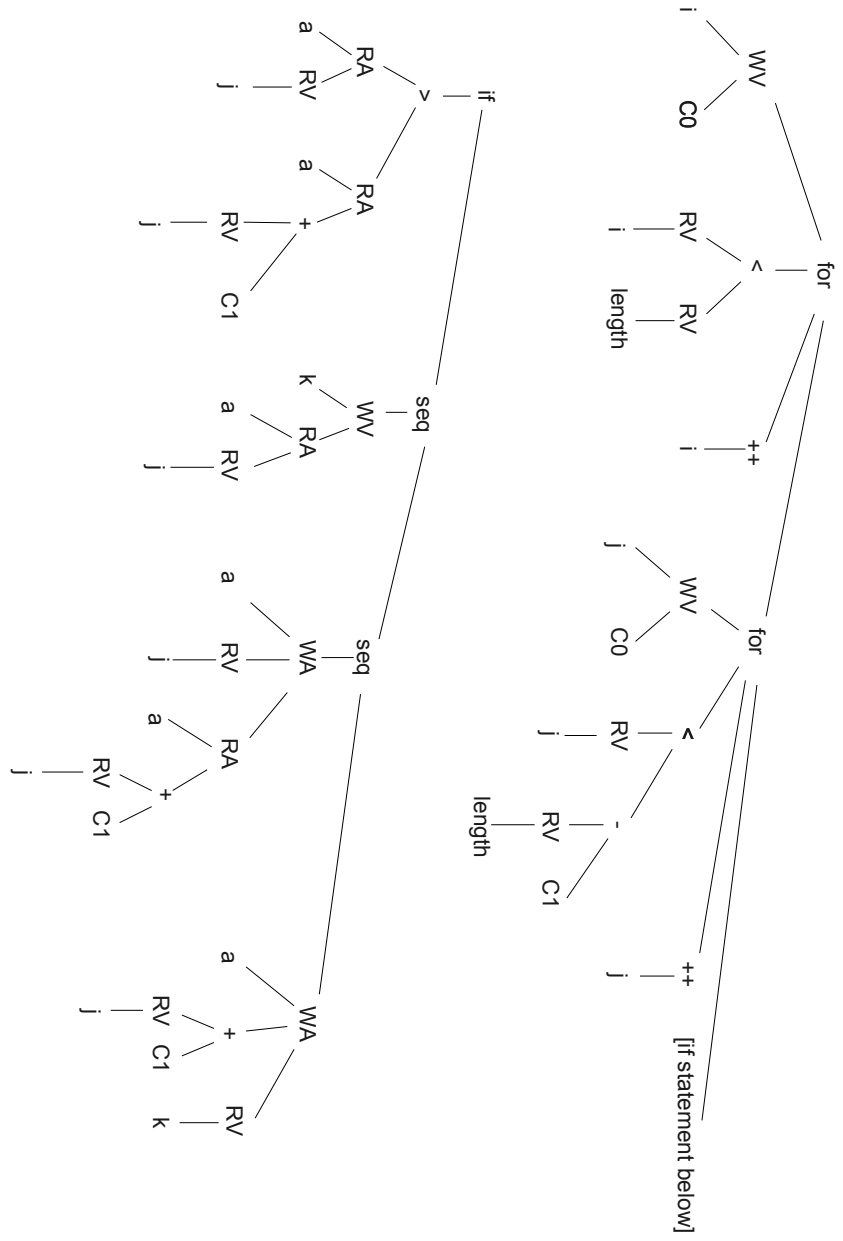 for
WV < ++ for
i C0 RV RV i WV < ++ [if statement below]
i length j C0 RV - j
j RV C1
length
if
> seq
RA RA WV seq
a RV a + k RA WA WA
j RV C1 a RV a RV RA a + RV
j j j a + RV C1 k
RV C1 j
j